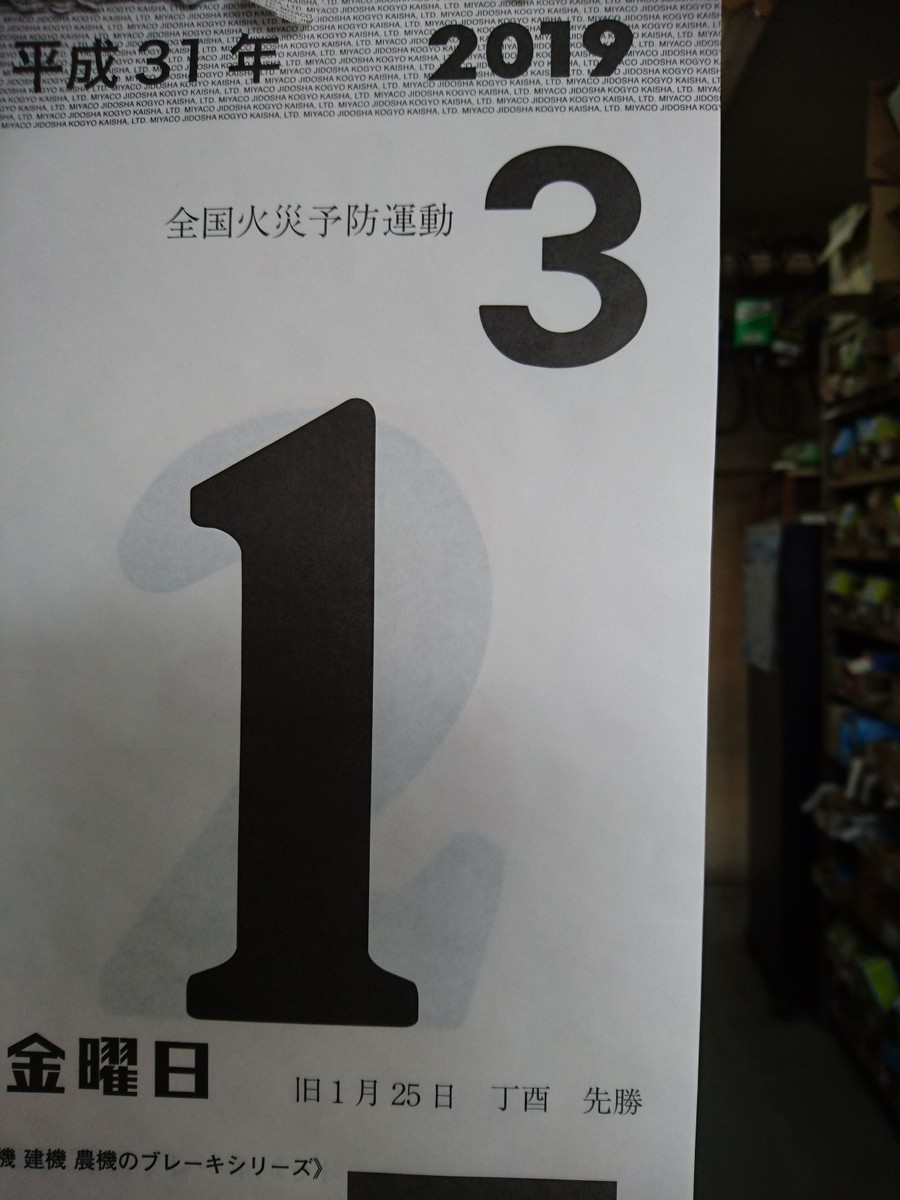 平成31年 2019
MIYACO JIDOSHA KOGYO KAISHA, LTD.
3
全国火災予防運動
1
金曜日
旧1月25日 丁酉 先勝
機 建機 農機のブレーキシリーズ》